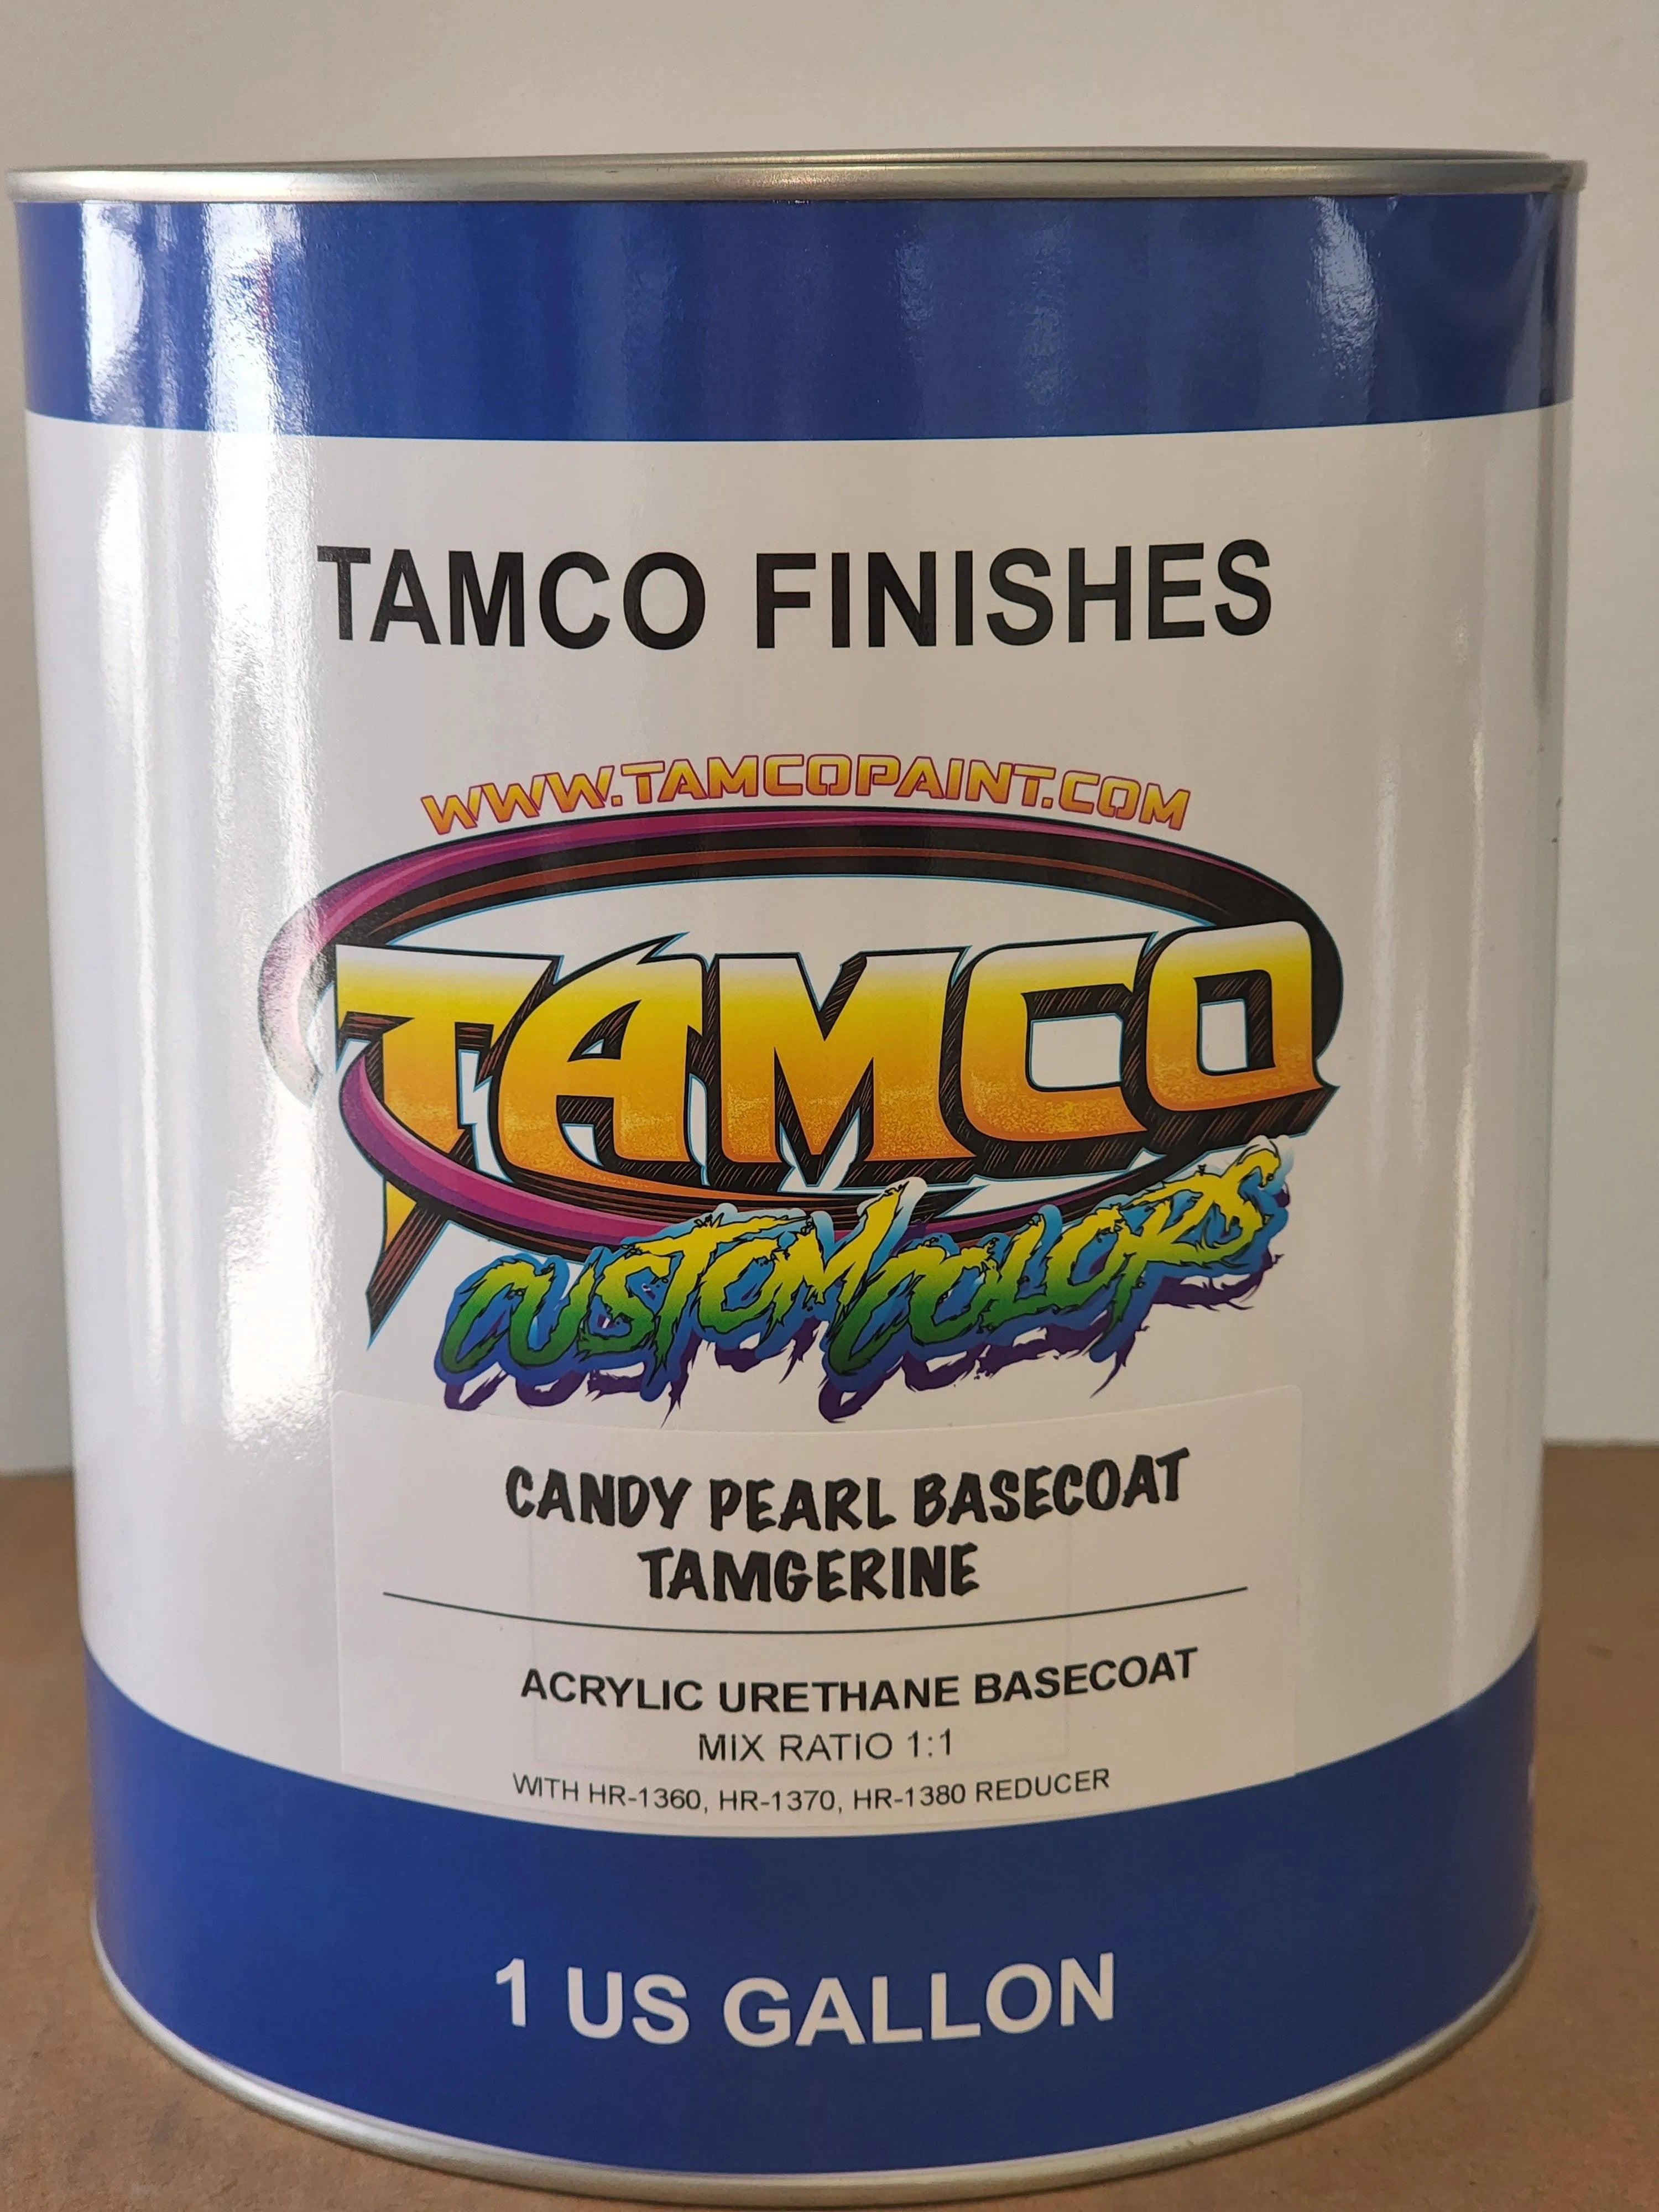 TAMCO FINISHES
WWW.TAMCOPAINT.COM
TAMCO
CUSTOM COLORS
CANDY PEARL BASECOAT
TAMGERINE
ACRYLIC URETHANE BASECOAT
MIX RATIO 1:1
WITH HR-1360, HR-1370, HR-1380 REDUCER
1 US GALLON